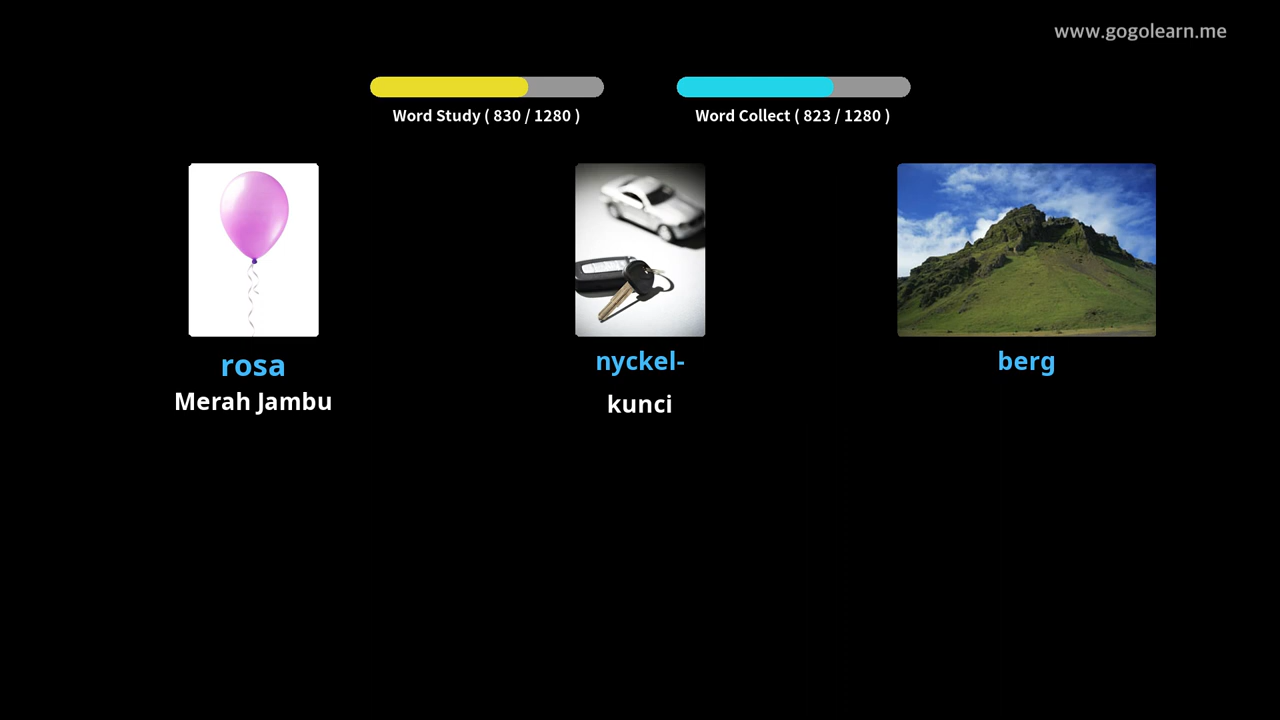 www.gogolearn.me
Word Study ( 830 / 1280 )
Word Collect ( 823 / 1280 )
rosa
Merah Jambu
nyckel-
kunci
berg